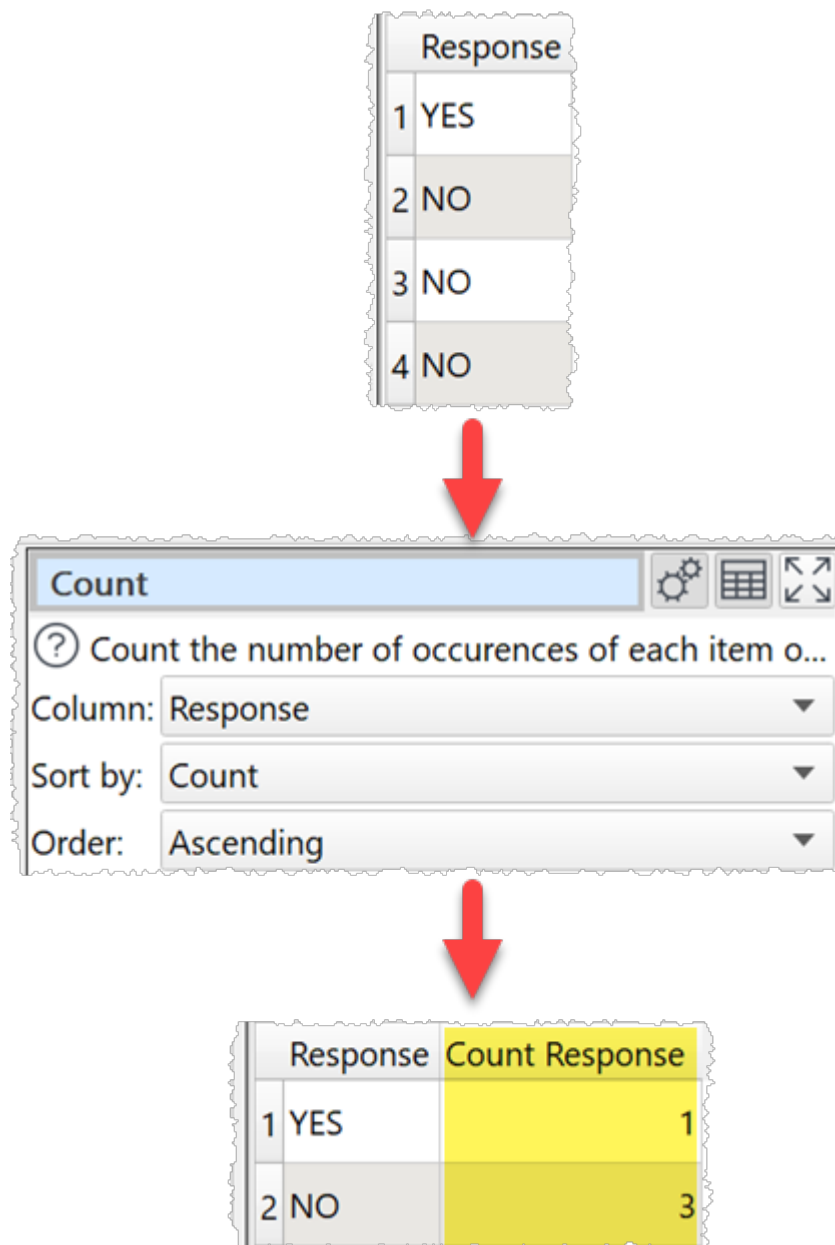 Response
1 YES
2 NO
3 NO
4 NO
Count
? Count the number of occurences of each item o...
Column: Response
Sort by: Count
Order: Ascending
Response Count Response
1 YES 1
2 NO 3